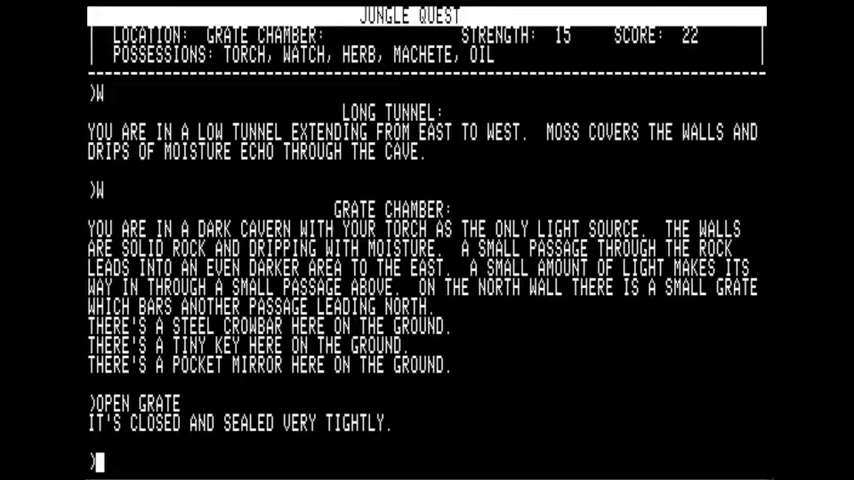 JUNGLE QUEST
| LOCATION: GRATE CHAMBER: STRENGTH: 15 SCORE: 22 |
| POSSESSIONS: TORCH, WATCH, HERB, MACHETE, OIL |
--------------------------------------------------------------------------------
)W
LONG TUNNEL:
YOU ARE IN A LOW TUNNEL EXTENDING FROM EAST TO WEST. MOSS COVERS THE WALLS AND
DRIPS OF MOISTURE ECHO THROUGH THE CAVE.
)W
GRATE CHAMBER:
YOU ARE IN A DARK CAVERN WITH YOUR TORCH AS THE ONLY LIGHT SOURCE. THE WALLS
ARE SOLID ROCK AND DRIPPING WITH MOISTURE. A SMALL PASSAGE THROUGH THE ROCK
LEADS INTO AN EVEN DARKER AREA TO THE EAST. A SMALL AMOUNT OF LIGHT MAKES ITS
WAY IN THROUGH A SMALL PASSAGE ABOVE. ON THE NORTH WALL THERE IS A SMALL GRATE
WHICH BARS ANOTHER PASSAGE LEADING NORTH.
THERE'S A STEEL CROWBAR HERE ON THE GROUND.
THERE'S A TINY KEY HERE ON THE GROUND.
THERE'S A POCKET MIRROR HERE ON THE GROUND.
)OPEN GRATE
IT'S CLOSED AND SEALED VERY TIGHTLY.
)